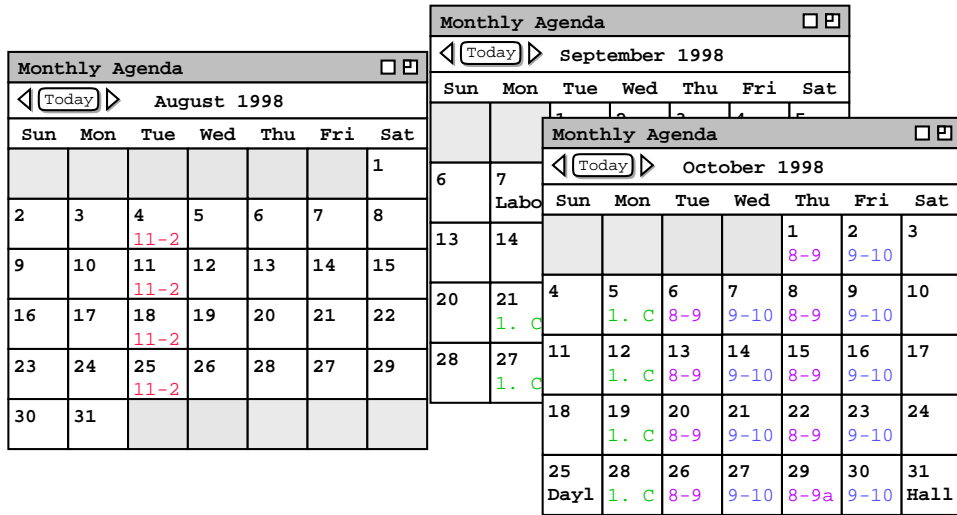 Monthly Agenda
Today August 1998
Sun Mon Tue Wed Thu Fri Sat
1
2 3 4 5 6 7 8
11-2
9 10 11 12 13 14 15
11-2
16 17 18 19 20 21 22
11-2
23 24 25 26 28 27 29
11-2
30 31
Monthly Agenda
Today September 1998
Sun Mon Tue Wed Thu Fri Sat
6 7
Labo
13 14
20 21
1. C
28 27
1. C
Monthly Agenda
Today October 1998
Sun Mon Tue Wed Thu Fri Sat
1 2 3
8-9 9-10
4 5 6 7 8 9 10
1. C 8-9 9-10 8-9 9-10
11 12 13 14 15 16 17
1. C 8-9 9-10 8-9 9-10
18 19 20 21 22 23 24
1. C 8-9 9-10 8-9 9-10
25 28 26 27 29 30 31
Dayl 1. C 8-9 9-10 8-9a 9-10 Hall